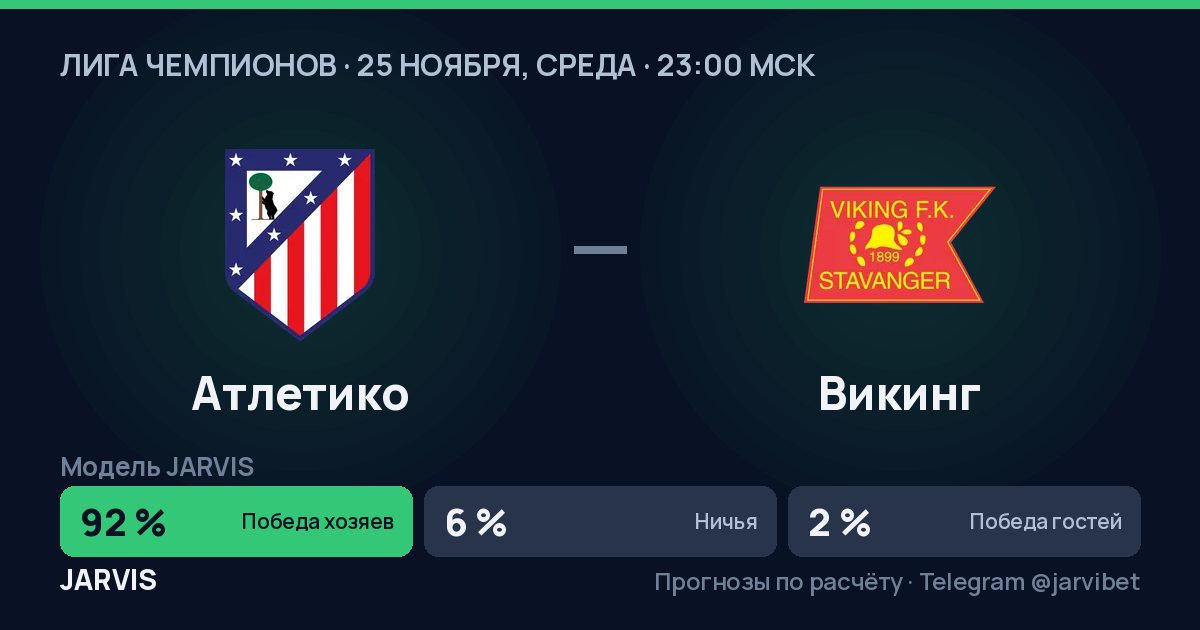 ЛИГА ЧЕМПИОНОВ · 25 НОЯБРЯ, СРЕДА · 23:00 МСК
VIKING F.K.
1899
STAVANGER
Атлетико
—
Викинг
Модель JARVIS
92 % Победа хозяев
6 % Ничья
2 % Победа гостей
JARVIS
Прогнозы по расчёту · Telegram @jarvibet